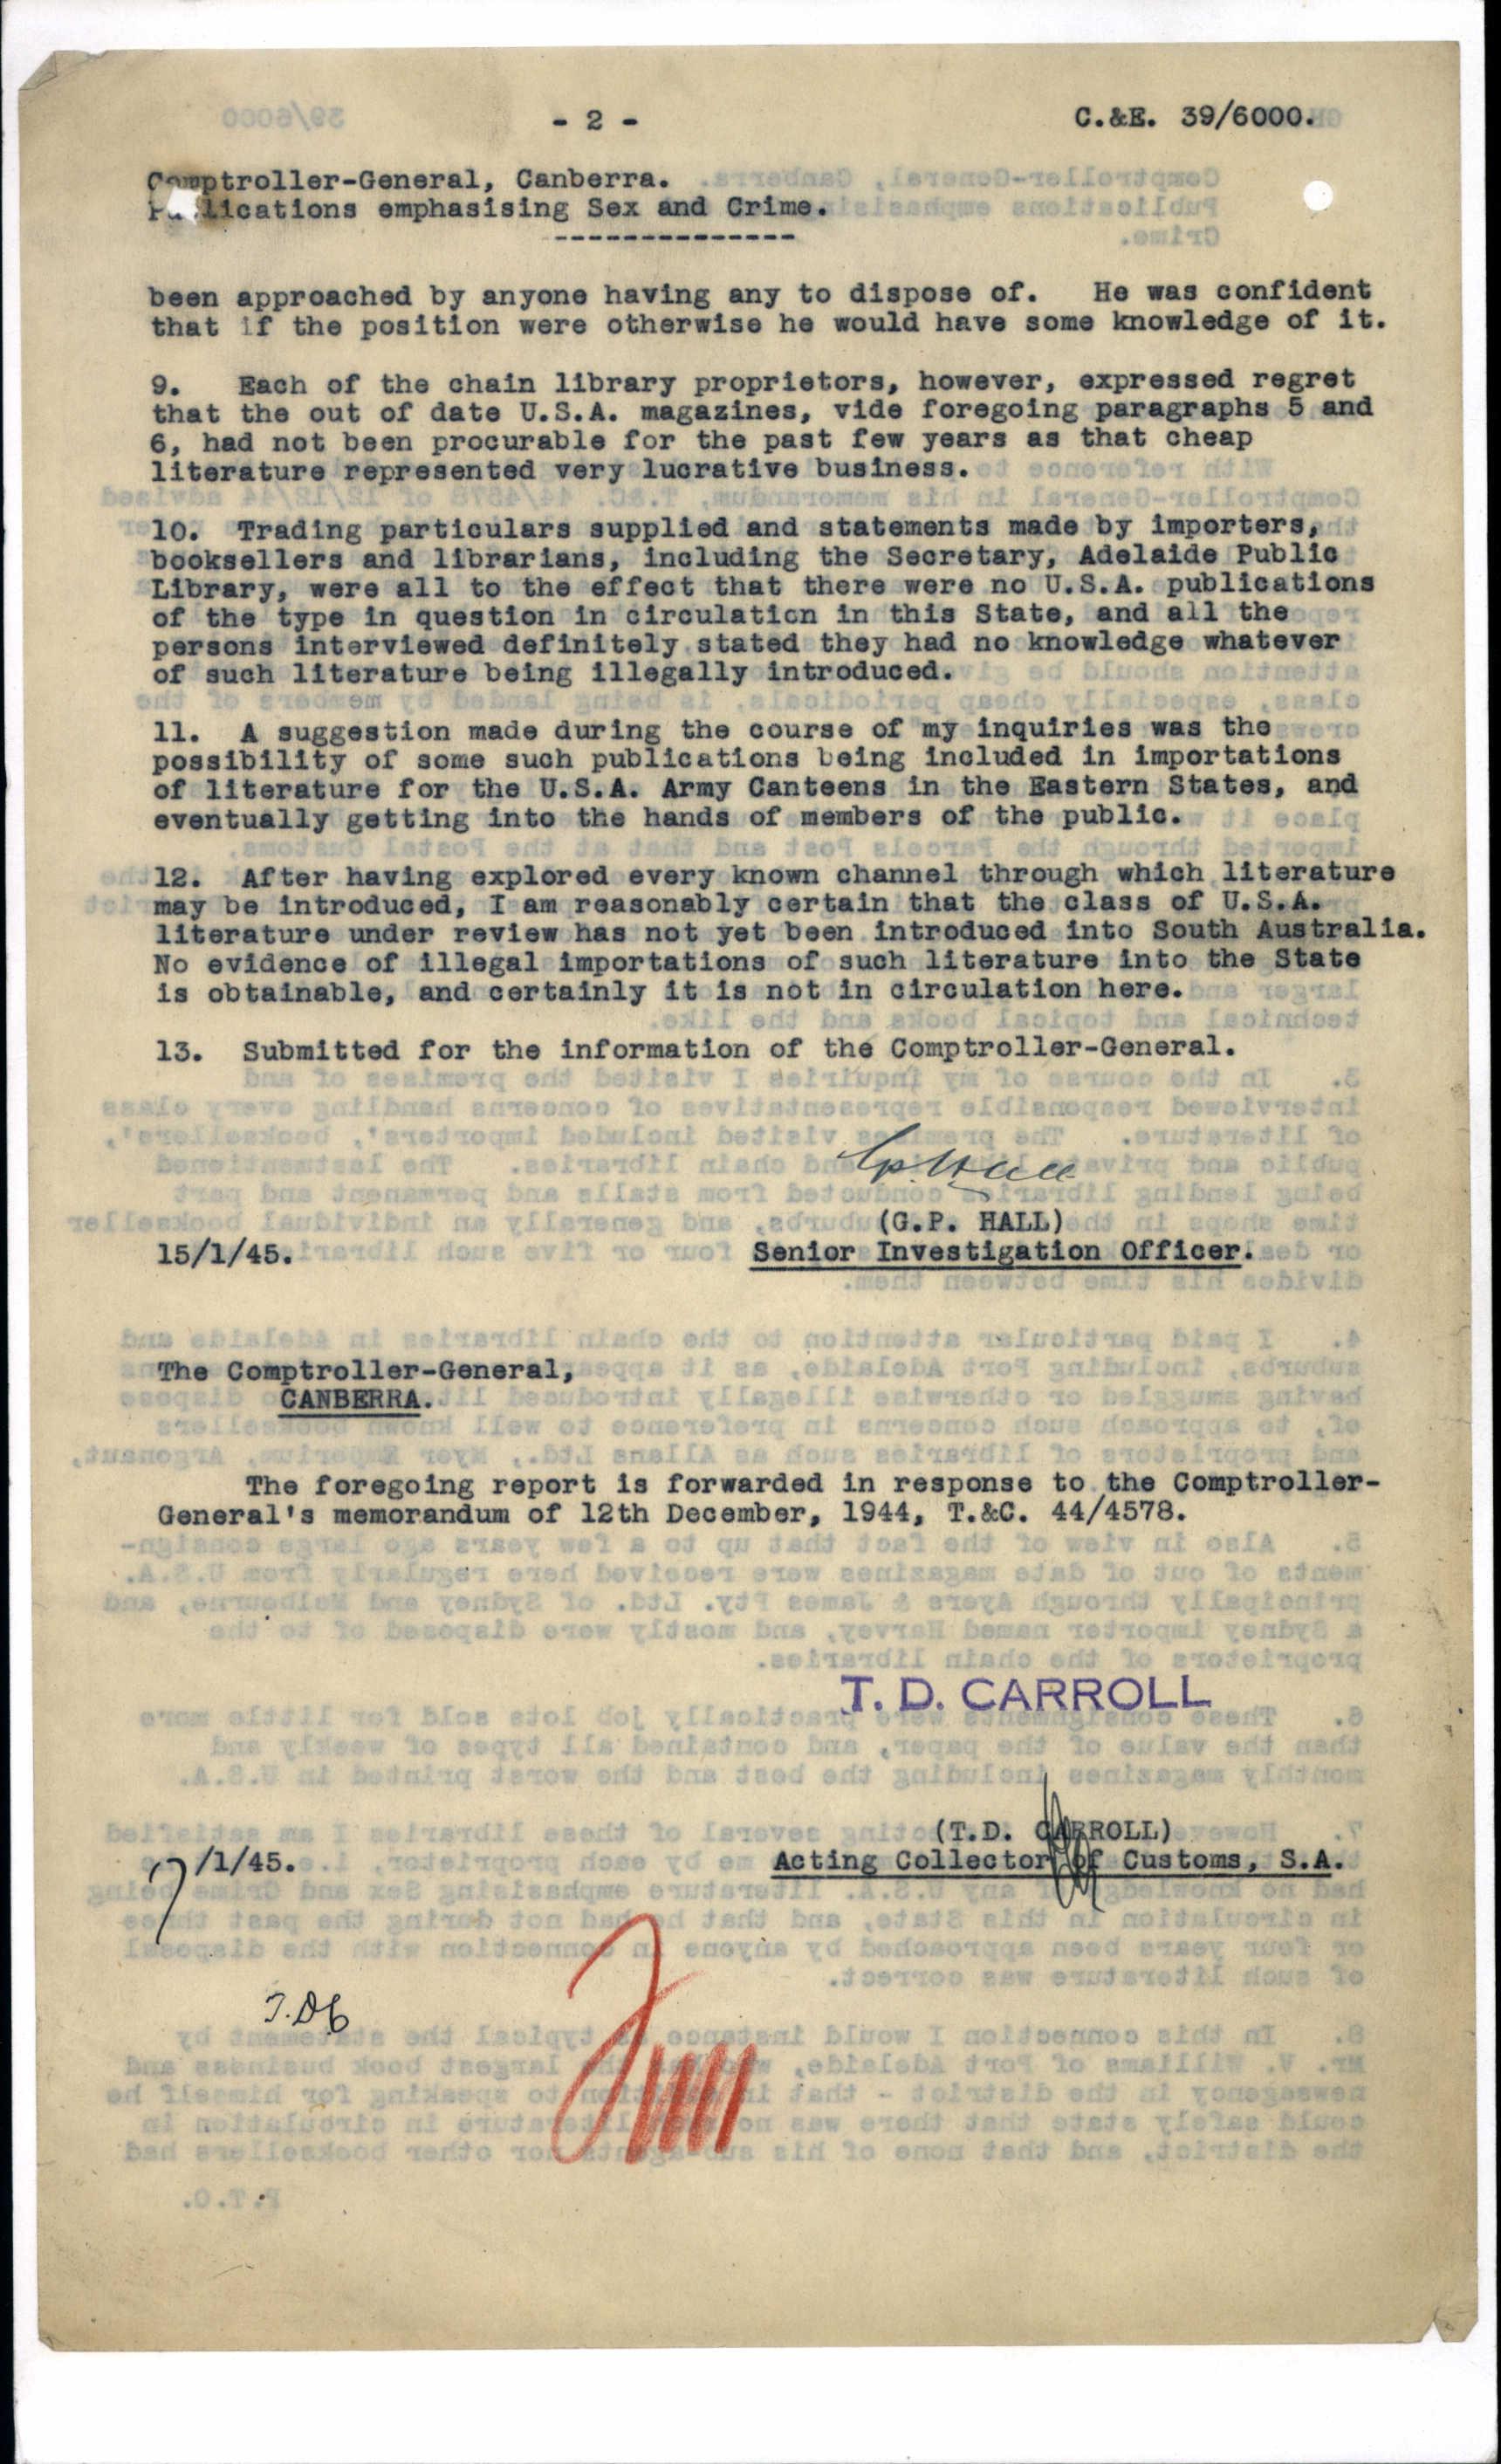 - 2 -
C.&E. 39/6000.
Comptroller-General, Canberra.
Publications emphasising Sex and Crime.
been approached by anyone having any to dispose of. He was confident
that if the position were otherwise he would have some knowledge of it.
9. Each of the chain library proprietors, however, expressed regret
that the out of date U.S.A. magazines, vide foregoing paragraphs 5 and
6, had not been procurable for the past few years as that cheap
literature represented very lucrative business.
10. Trading particulars supplied and statements made by importers,
booksellers and librarians, including the Secretary, Adelaide Public
Library, were all to the effect that there were no U.S.A. publications
of the type in question in circulation in this State, and all the
persons interviewed definitely stated they had no knowledge whatever
of such literature being illegally introduced.
11. A suggestion made during the course of my inquiries was the
possibility of some such publications being included in importations
of literature for the U.S.A. Army Canteens in the Eastern States, and
eventually getting into the hands of members of the public.
12. After having explored every known channel through which literature
may be introduced, I am reasonably certain that the class of U.S.A.
literature under review has not yet been introduced into South Australia.
No evidence of illegal importations of such literature into the State
is obtainable, and certainly it is not in circulation here.
13. Submitted for the information of the Comptroller-General.
(G.P. HALL)
15/1/45. Senior Investigation Officer.
The Comptroller-General,
CANBERRA.
The foregoing report is forwarded in response to the Comptroller-
General's memorandum of 12th December, 1944, T.&C. 44/4578.
T. D. CARROLL
(T.D. CARROLL)
17/1/45. Acting Collector of Customs, S.A.